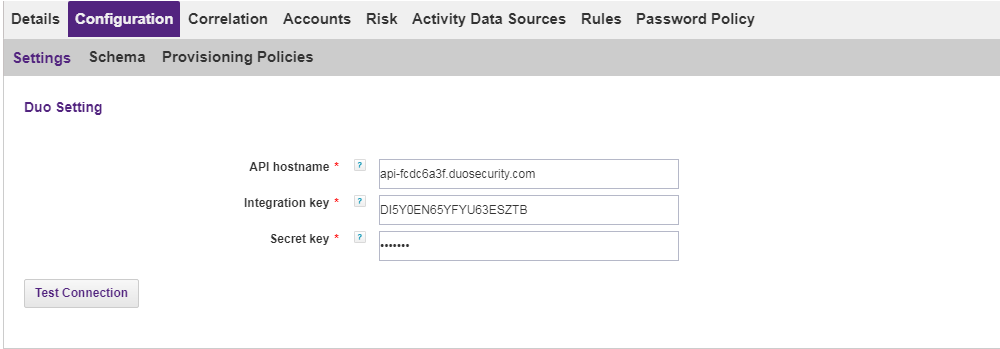 Details Configuration Correlation Accounts Risk Activity Data Sources Rules Password Policy
Settings Schema Provisioning Policies
Duo Setting
API hostname * ? api-fcdc6a3f.duosecurity.com
Integration key * ? DI5Y0EN65YFYU63ESZTB
Secret key * ? •••••••
Test Connection